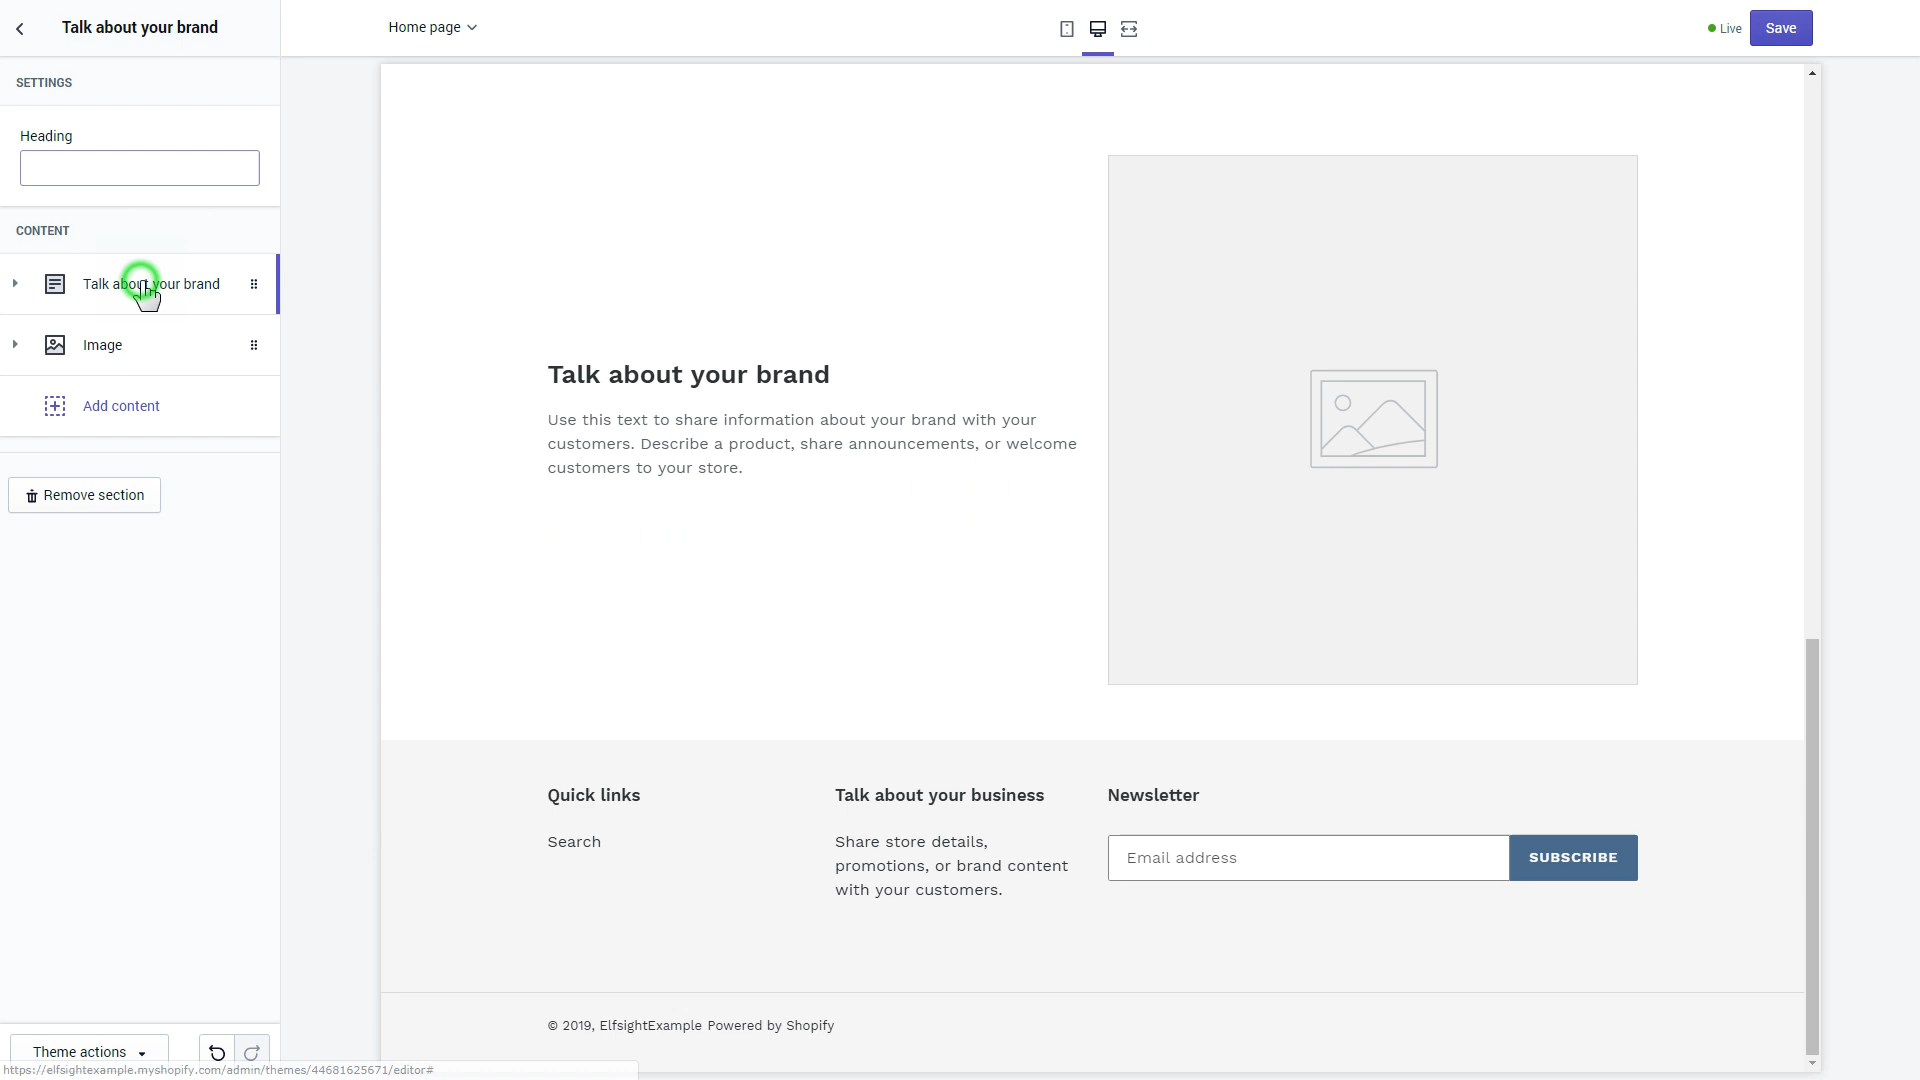 Talk about your brand
Home page
Live
Save
SETTINGS
Heading
CONTENT
Talk about your brand
Image
Add content
Remove section
Talk about your brand
Use this text to share information about your brand with your
customers. Describe a product, share announcements, or welcome
customers to your store.
Quick links
Search
Talk about your business
Share store details,
promotions, or brand content
with your customers.
Newsletter
Email address
SUBSCRIBE
© 2019, ElfsightExample Powered by Shopify
Theme actions
https://elfsightexample.myshopify.com/admin/themes/44681625671/editor#